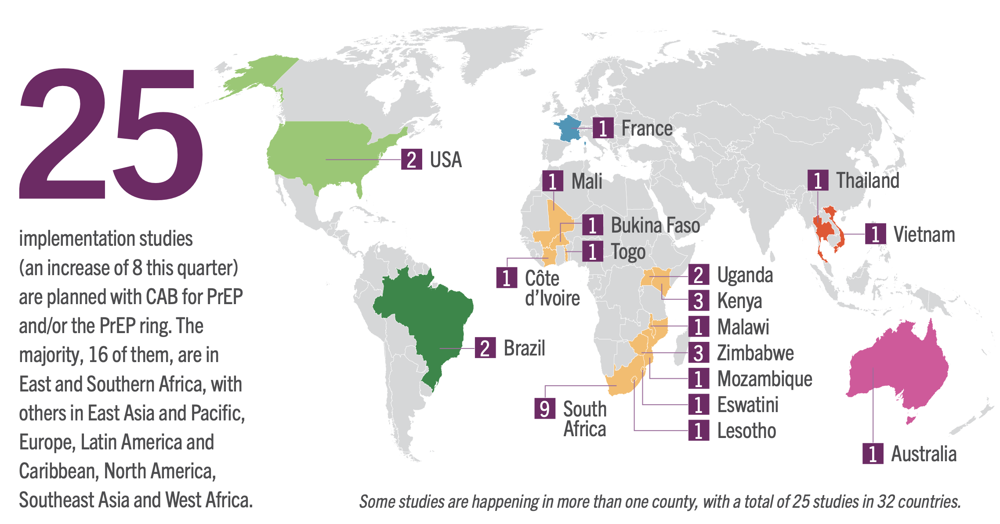 25
implementation studies
(an increase of 8 this quarter)
are planned with CAB for PrEP
and/or the PrEP ring. The
majority, 16 of them, are in
East and Southern Africa, with
others in East Asia and Pacific,
Europe, Latin America and
Caribbean, North America,
Southeast Asia and West Africa.
1 France
2 USA
1 Mali
1 Thailand
1 Bukina Faso
1 Vietnam
1 Togo
1 Côte
d’Ivoire
2 Uganda
3 Kenya
1 Malawi
2 Brazil
3 Zimbabwe
1 Mozambique
9 South
Africa
1 Eswatini
1 Lesotho
1 Australia
Some studies are happening in more than one county, with a total of 25 studies in 32 countries.